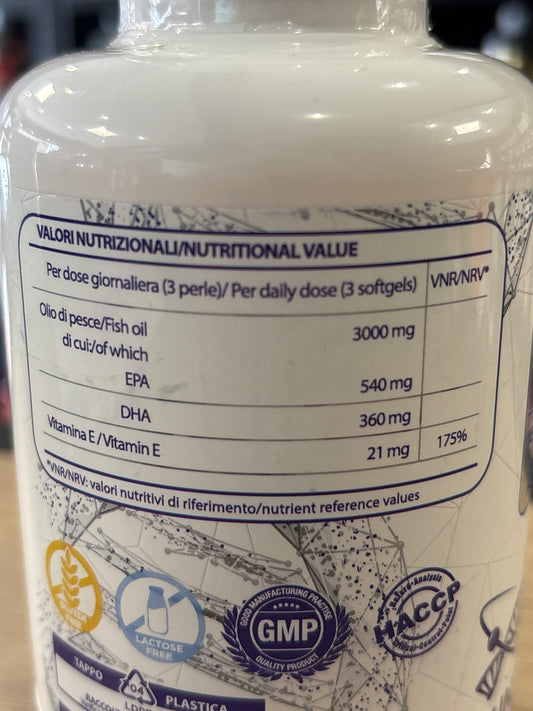 VALORI NUTRIZIONALI/NUTRITIONAL VALUE
Per dose giornaliera (3 perle)/ Per daily dose (3 softgels) VNR/NRV*
Olio di pesce/Fish oil 3000 mg
di cui:/of which
EPA 540 mg
DHA 360 mg
Vitamina E / Vitamin E 21 mg 175%
*VNR/NRV: valori nutritivi di riferimento/nutrient reference values
LACTOSE
FREE
GOOD MANUFACTURING PRACTISE
GMP
QUALITY PRODUCT
HACCP
TAPPO
04
PLASTICA